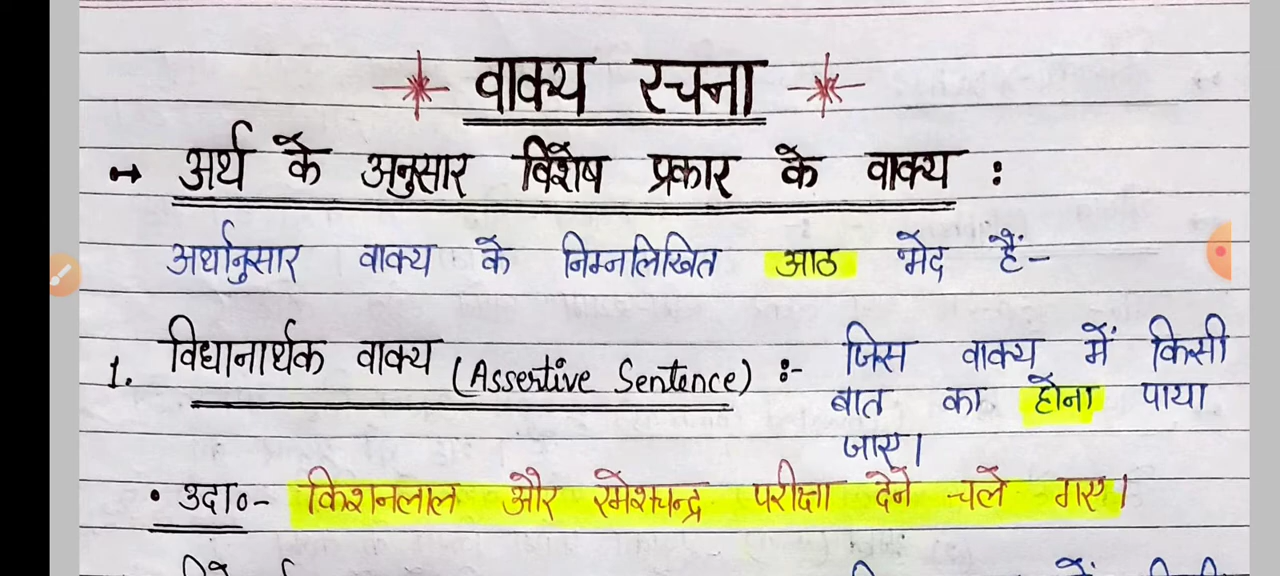 वाक्य रचना
→ अर्थ के अनुसार विशेष प्रकार के वाक्य :
अर्थानुसार वाक्य के निम्नलिखित आठ भेद हैं-
1. विधानार्थक वाक्य (Assertive Sentence) :- जिस वाक्य में किसी
बात का होना पाया
जाए।
• उदा०- किशनलाल और रमेशचन्द्र परीक्षा देने चले गए।